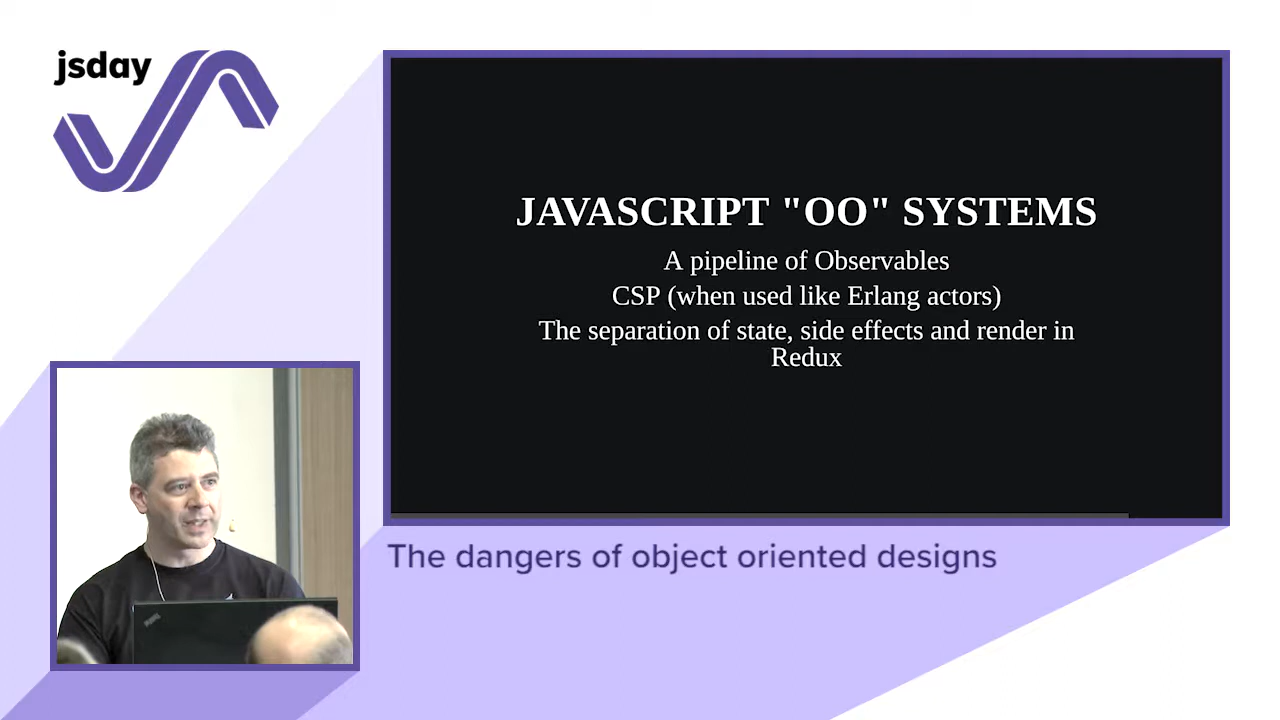 jsday
JAVASCRIPT "OO" SYSTEMS
A pipeline of Observables
CSP (when used like Erlang actors)
The separation of state, side effects and render in
Redux
The dangers of object oriented designs